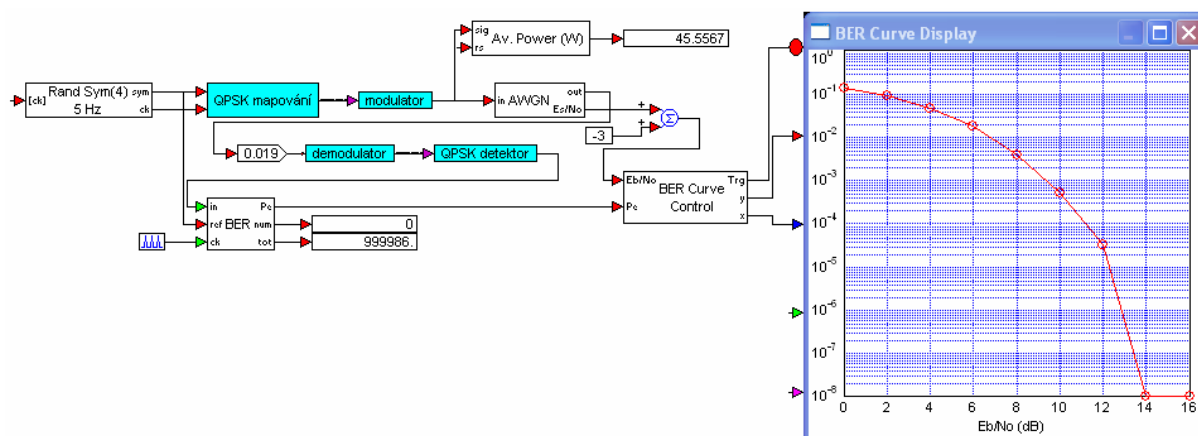 Rand Sym(4)
5 Hz
[ck]
sym
ck
QPSK mapování
modulator
sig
rs
Av. Power (W)
45.5567
in
AWGN
out
Es/No
+
+
-3
Σ
0.019
demodulator
QPSK detektor
in
ref
ck
BER
Pe
num
tot
0
999986.
Eb/No
Pe
BER Curve
Control
Trg
y
x
BER Curve Display
10^0
10^-1
10^-2
10^-3
10^-4
10^-5
10^-6
10^-7
10^-8
0 2 4 6 8 10 12 14 16
Eb/No (dB)